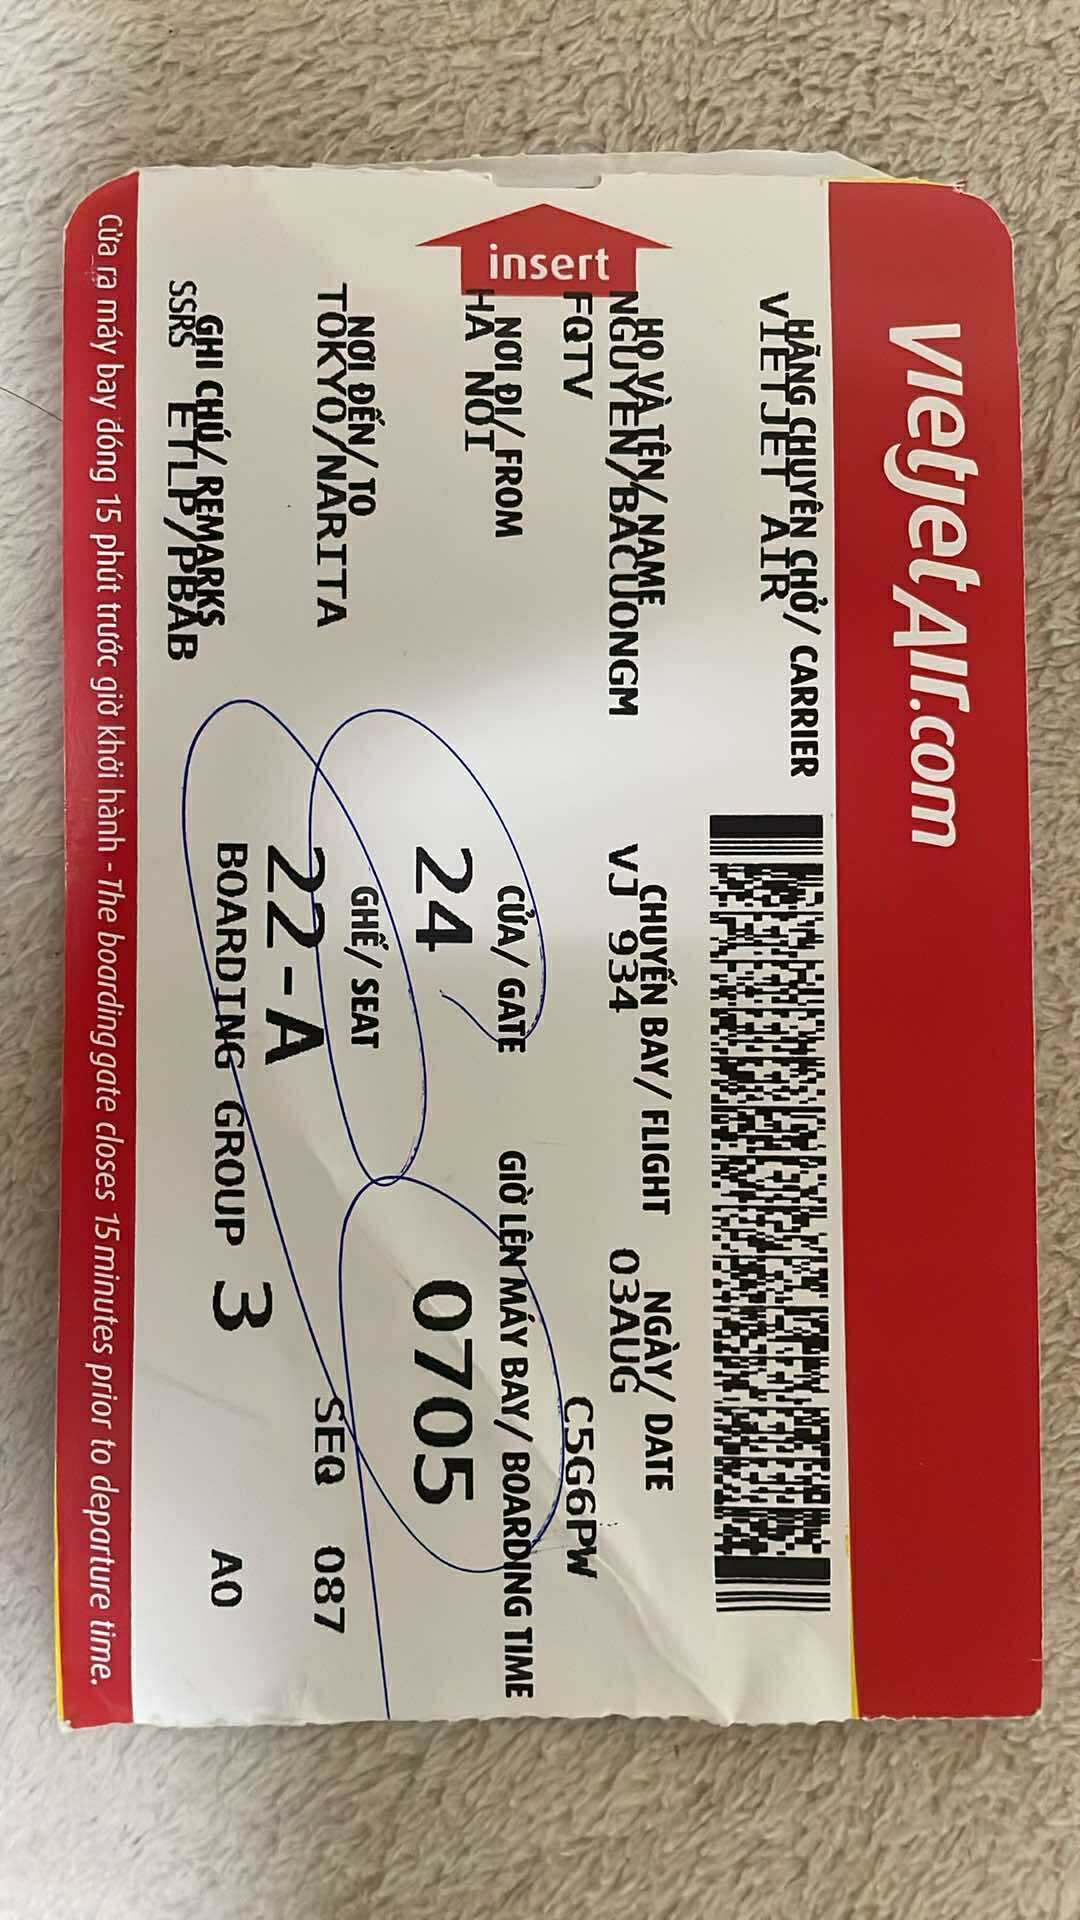 vietjetAir.com
HÃNG CHUYÊN CHỞ/ CARRIER
VIETJET AIR
HỌ VÀ TÊN/ NAME
NGUYEN/BACUONGM
CHUYẾN BAY/ FLIGHT
VJ 934
NGÀY/ DATE
03AUG
FQTV
C5G6PW
insert
NƠI ĐI/ FROM
HA NOI
CỬA/ GATE
24
GIỜ LÊN MÁY BAY/ BOARDING TIME
0705
NƠI ĐẾN/ TO
TOKYO/NARITA
GHẾ/ SEAT
22-A
SEQ 087
GHI CHÚ/ REMARKS
SSRS ETLP/PBAB
BOARDING GROUP 3
A0
Cửa ra máy bay đóng 15 phút trước giờ khởi hành - The boarding gate closes 15 minutes prior to departure time.